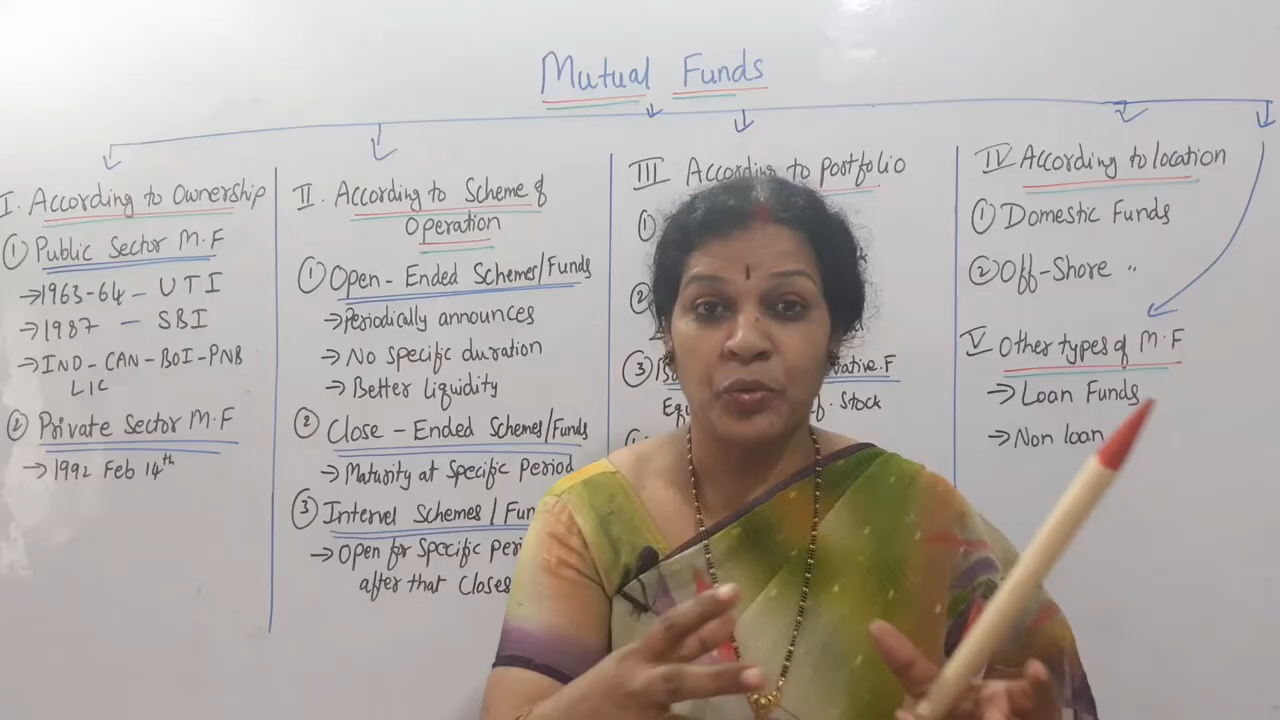 Mutual Funds
I. According to Ownership
① Public Sector M.F
→1963-64 - UTI
→1987 - SBI
→IND-CAN-BOI-PNB
LIC
② Private Sector M.F
→1992 Feb 14th
II. According to Scheme of
Operation
① Open-Ended Schemes/Funds
→Periodically announces
→No specific duration
→Better liquidity
② Close-Ended Schemes/Funds
→Maturity at Specific Period
③ Interval Schemes/Fun
→Open for Specific peri
after that Closes
III According to Portfolio
①
②
③ vative.F
Equ f. Stock
IV According to location
① Domestic Funds
② Off-Shore "
V Other types of M.F
→Loan Funds
→Non loan